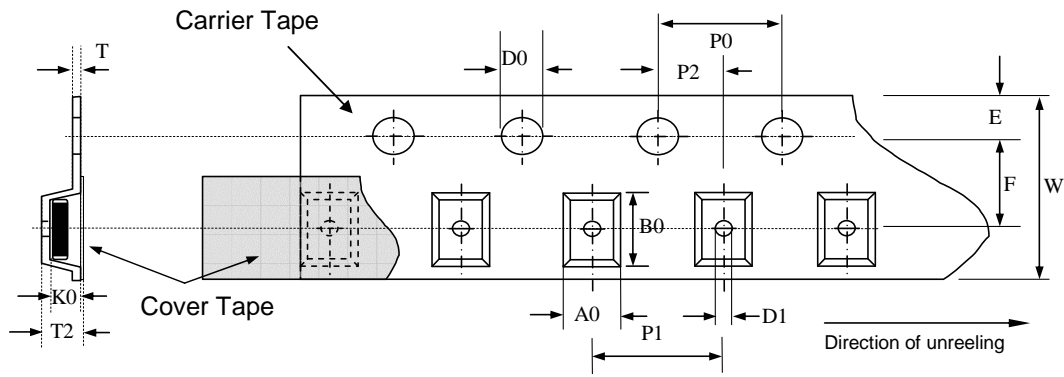 Carrier Tape
T
D0
P0
P2
E
F
W
B0
K0
Cover Tape
T2
A0
D1
P1
Direction of unreeling